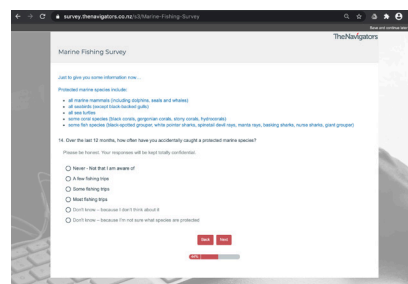 survey.thenavigators.co.nz/s3/Marine-Fishing-Survey
Save and continue later
TheNavigators
Marine Fishing Survey
Just to give you some information now...
Protected marine species include:
• all marine mammals (including dolphins, seals and whales)
• all seabirds (except black-backed gulls)
• all sea turtles
• some coral species (black corals, gorgonian corals, stony corals, hydrocorals)
• some fish species (black-spotted grouper, white pointer sharks, spinetail devil rays, manta rays, basking sharks, nurse sharks, giant grouper)
14. Over the last 12 months, how often have you accidentally caught a protected marine species?
Please be honest. Your responses will be kept totally confidential.
Never - Not that I am aware of
A few fishing trips
Some fishing trips
Most fishing trips
Don't know – because I don't think about it
Don't know – because I'm not sure what species are protected
Back Next